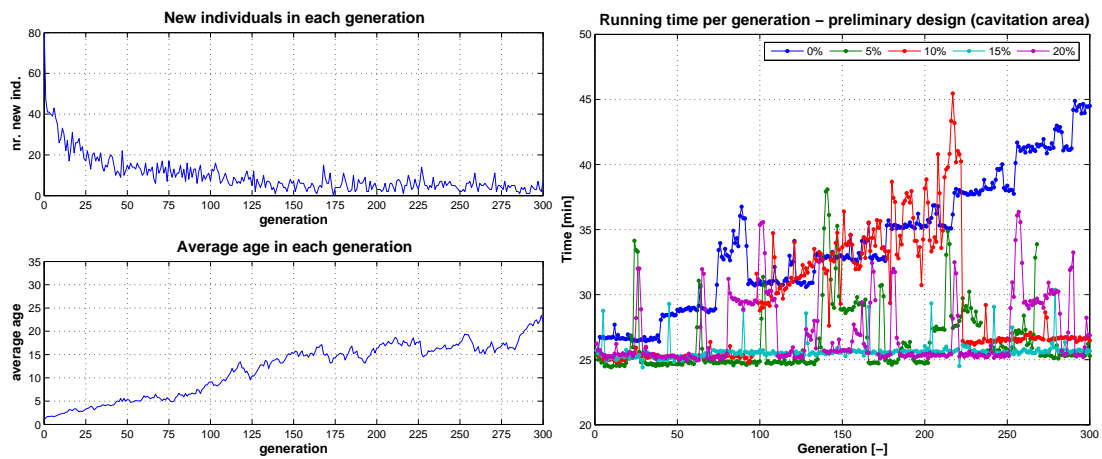 New individuals in each generation
80
60
40
20
0
nr. new ind.
0 25 50 75 100 125 150 175 200 225 250 275 300
generation
Average age in each generation
35
30
25
20
15
10
5
0
average age
0 25 50 75 100 125 150 175 200 225 250 275 300
generation
Running time per generation − preliminary design (cavitation area)
0% 5% 10% 15% 20%
50
45
40
35
30
25
20
Time [min]
0 50 100 150 200 250 300
Generation [−]